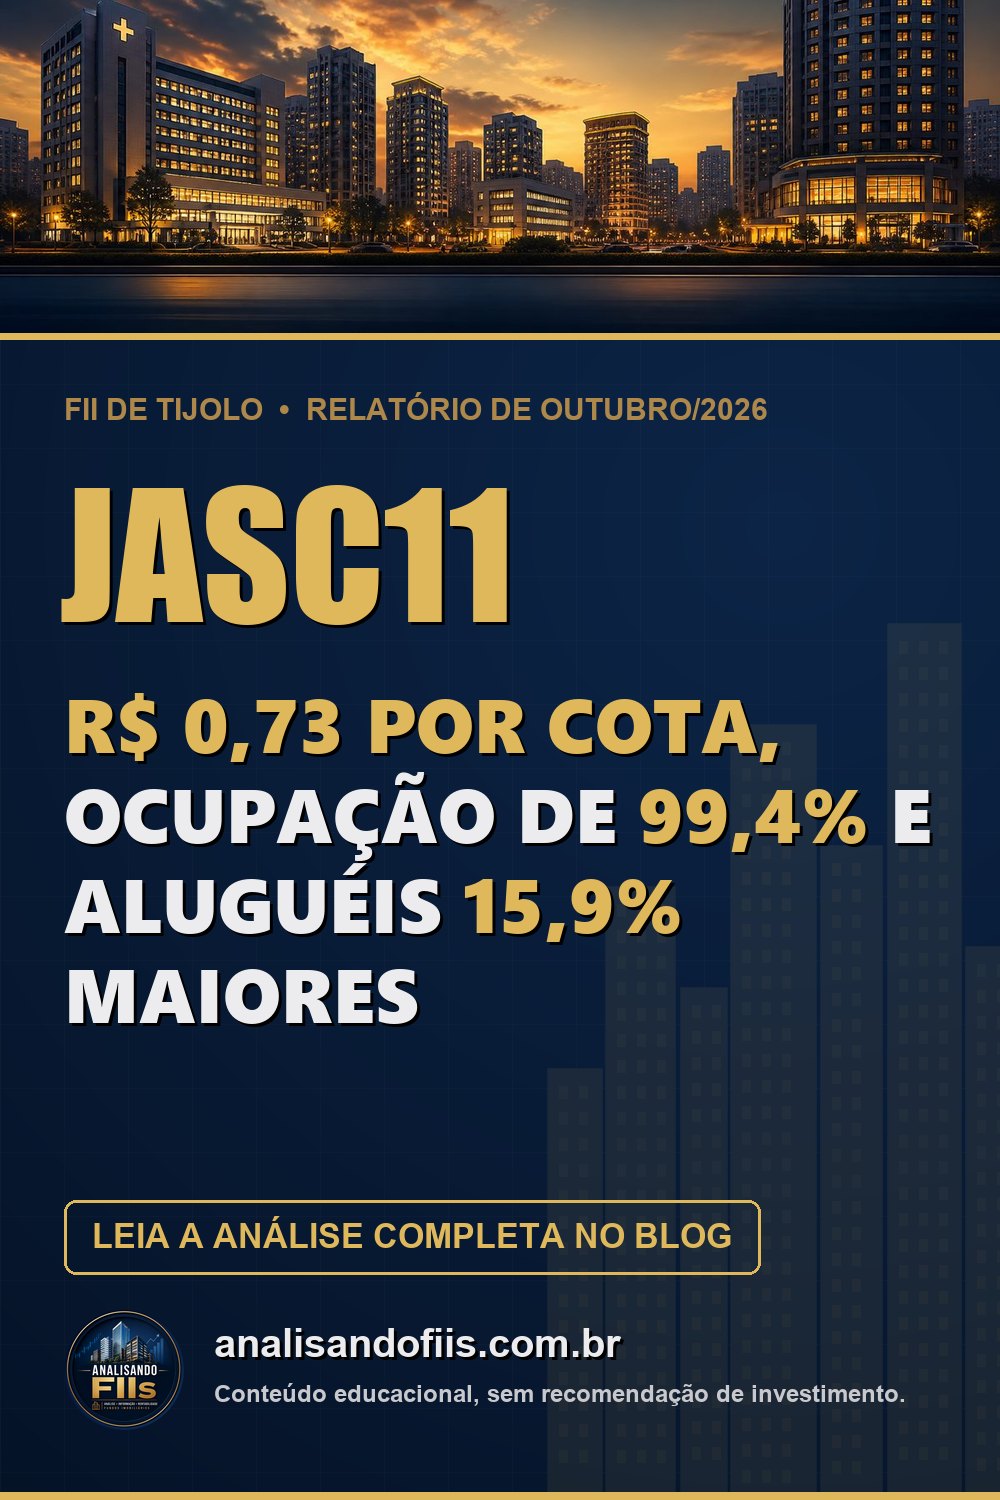 FII DE TIJOLO • RELATÓRIO DE OUTUBRO/2026
JASC11
R$ 0,73 POR COTA,
OCUPAÇÃO DE 99,4% E
ALUGUÉIS 15,9%
MAIORES
LEIA A ANÁLISE COMPLETA NO BLOG
ANALISANDO
FIIs
analisandofiis.com.br
Conteúdo educacional, sem recomendação de investimento.